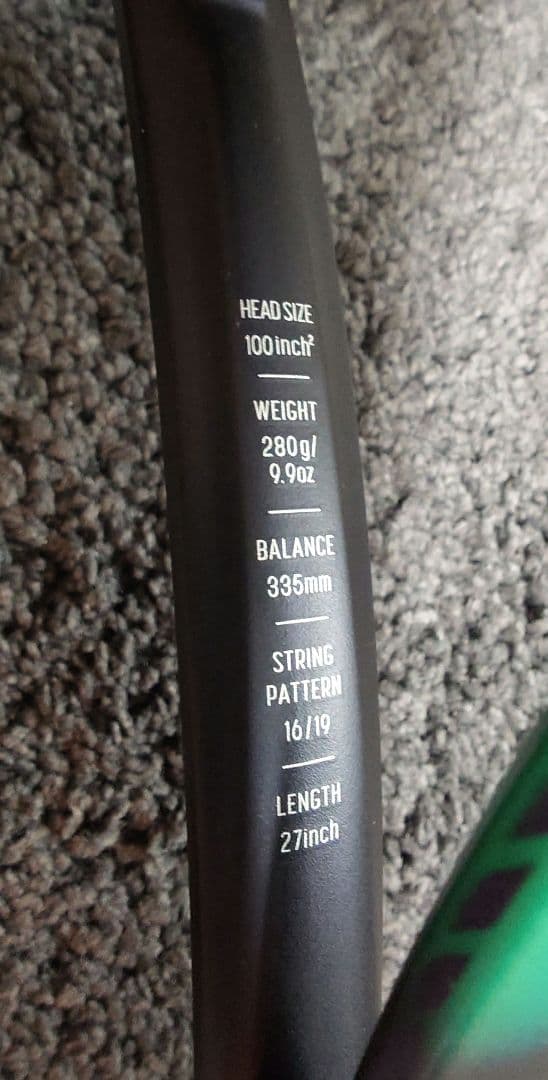 HEAD SIZE
100 inch²
WEIGHT
280g/
9.9oz
BALANCE
335mm
STRING
PATTERN
16/19
LENGTH
27inch